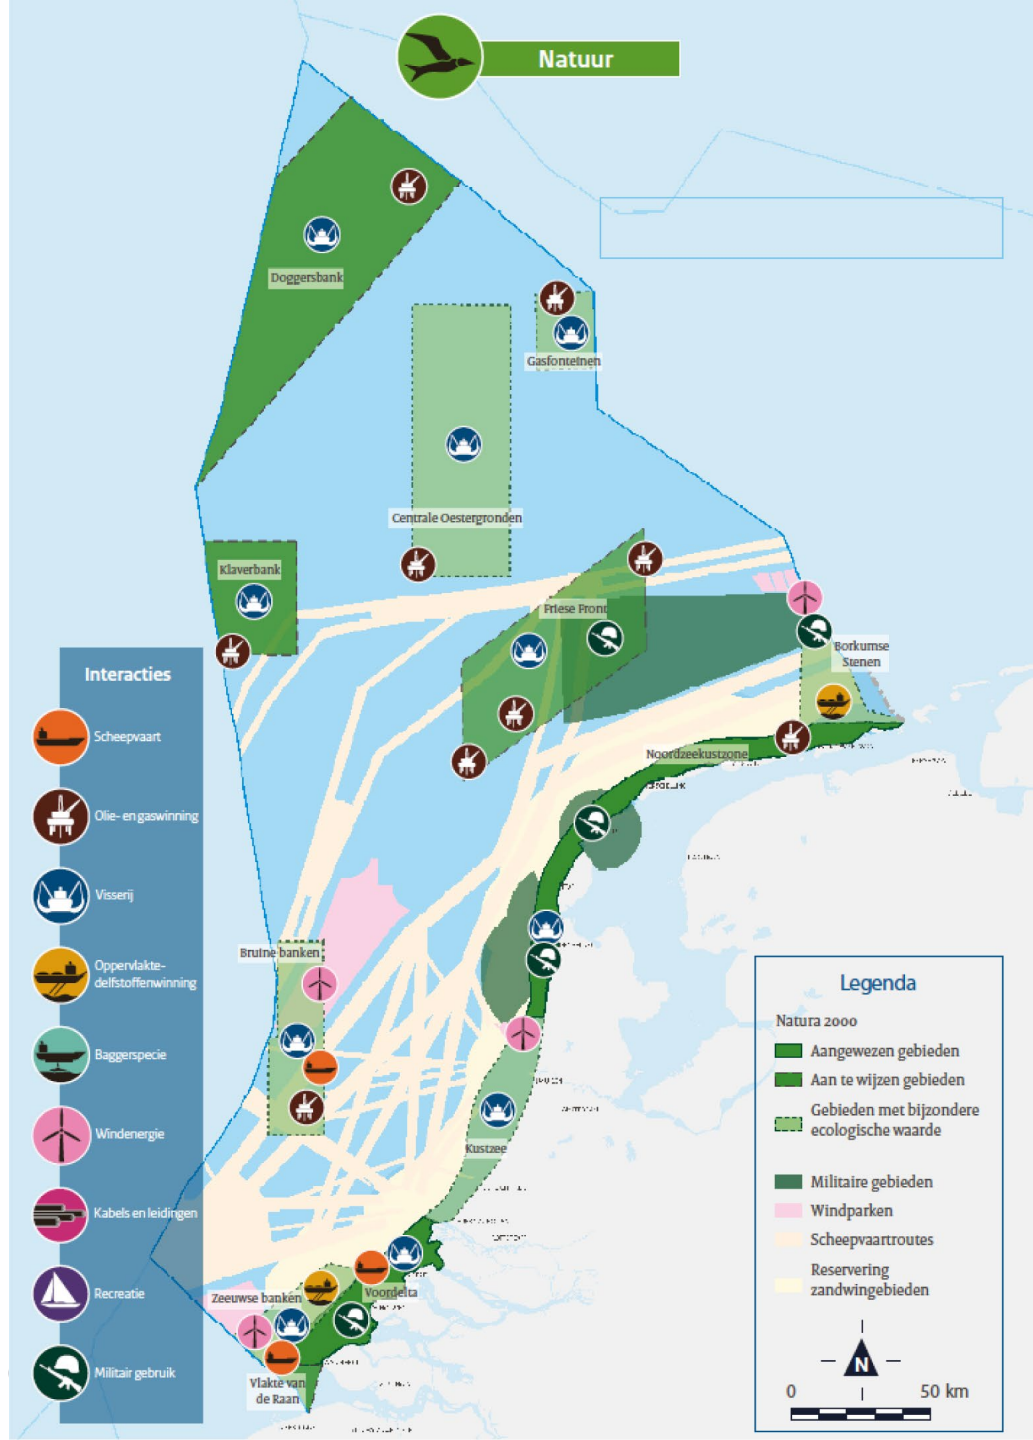 Natuur
Doggersbank
Gasfonteinen
Centrale Oestergronden
Klaverbank
Friese Front
Borkumse
Stenen
Interacties
Scheepvaart
Olie- en gaswinning
Visserij
Oppervlakte-
delfstoffenwinning
Baggerspecie
Windenergie
Kabels en leidingen
Recreatie
Militair gebruik
Noordzeekustzone
Bruine banken
Kustzee
Zeeuwse banken
Voordelta
Vlakte van
de Raan
Legenda
Natura 2000
Aangewezen gebieden
Aan te wijzen gebieden
Gebieden met bijzondere
ecologische waarde
Militaire gebieden
Windparken
Scheepvaartroutes
Reservering
zandwingebieden
N
0 50 km